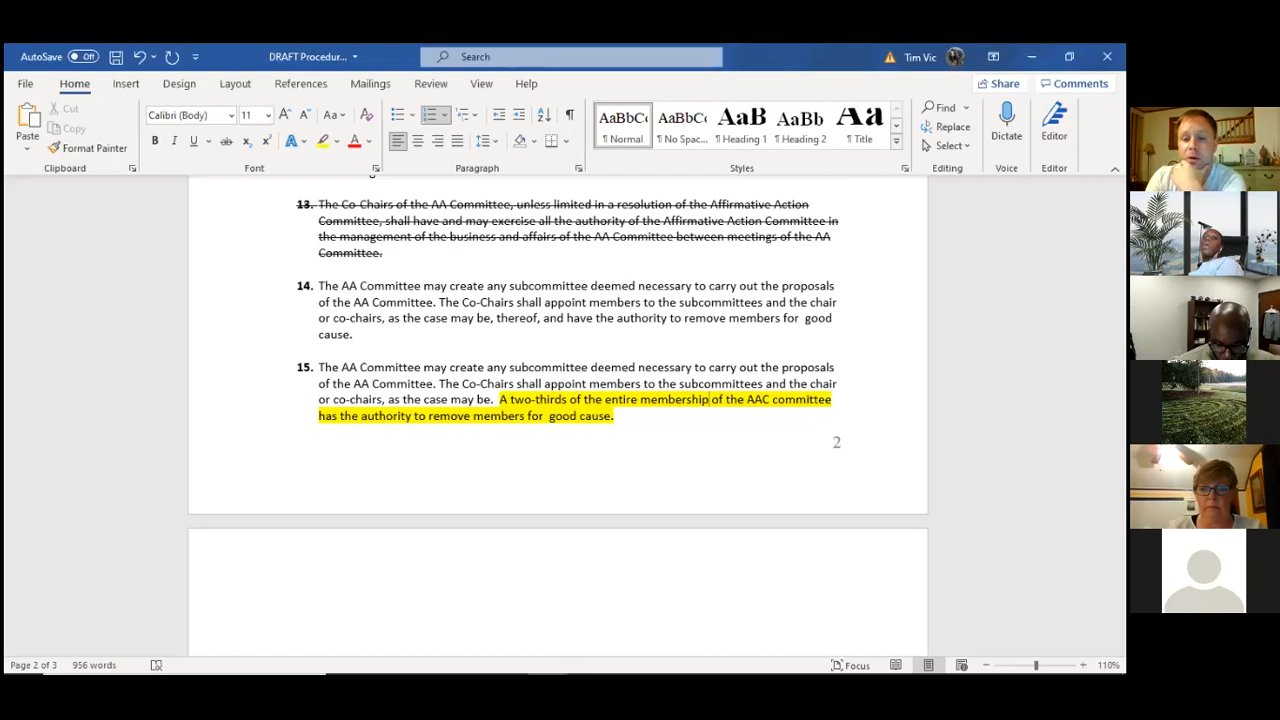 AutoSave Off DRAFT Procedur... Search Tim Vic
File Home Insert Design Layout References Mailings Review View Help Share Comments
Cut
Copy
Paste
Format Painter
Clipboard
Calibri (Body) 11
Aa
B I U ab x2 x2 A A
Font
Paragraph
AaBbCc AaBbCc AaB AaBb Aa
¶ Normal ¶ No Spac... Heading 1 Heading 2 Title
Styles
Find
Replace
Select
Editing
Dictate
Voice
Editor
Editor
13. The Co-Chairs of the AA Committee, unless limited in a resolution of the Affirmative Action
Committee, shall have and may exercise all the authority of the Affirmative Action Committee in
the management of the business and affairs of the AA Committee between meetings of the AA
Committee.
14. The AA Committee may create any subcommittee deemed necessary to carry out the proposals
of the AA Committee. The Co-Chairs shall appoint members to the subcommittees and the chair
or co-chairs, as the case may be, thereof, and have the authority to remove members for good
cause.
15. The AA Committee may create any subcommittee deemed necessary to carry out the proposals
of the AA Committee. The Co-Chairs shall appoint members to the subcommittees and the chair
or co-chairs, as the case may be. A two-thirds of the entire membership of the AAC committee
has the authority to remove members for good cause.
2
Page 2 of 3 956 words Focus 110%